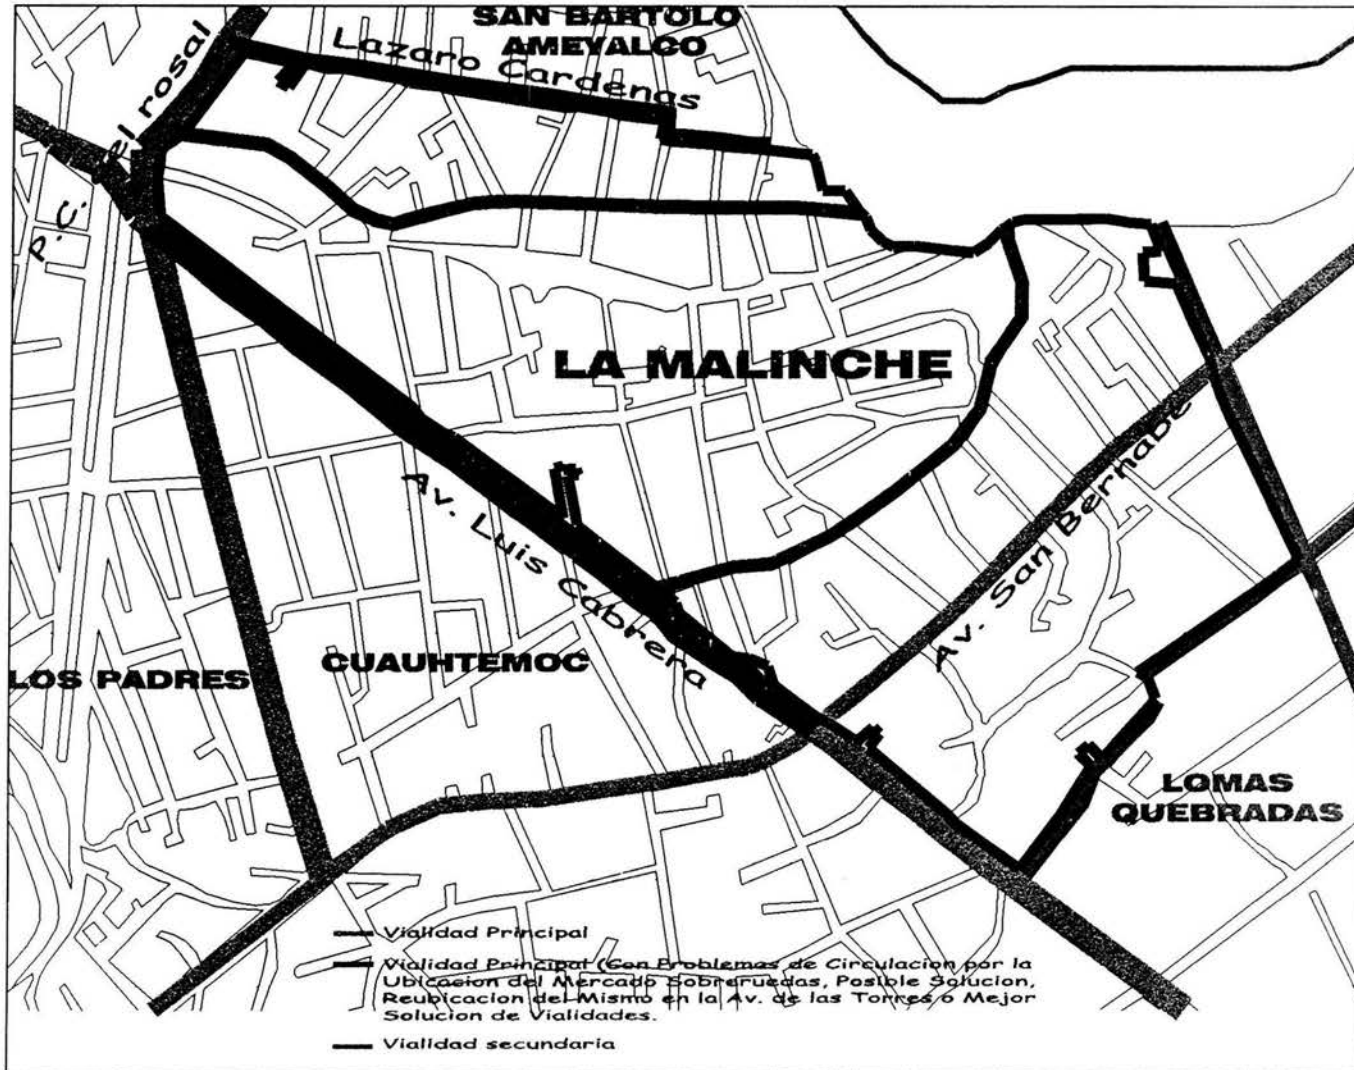 SAN BARTOLO
AMEYALCO
Lazaro Cardenas
P.C. del rosal
LA MALINCHE
Av. Luis Cabrera
Av. San Bernabe
CUAUHTEMOC
LOS PADRES
LOMAS
QUEBRADAS
Vialidad Principal
Vialidad Principal (Con Problemas de Circulacion por la
Ubicacion del Mercado Sobreruedas, Posible Solucion,
Reubicacion del Mismo en la Av. de las Torres o Mejor
Solucion de Vialidades.
Vialidad secundaria